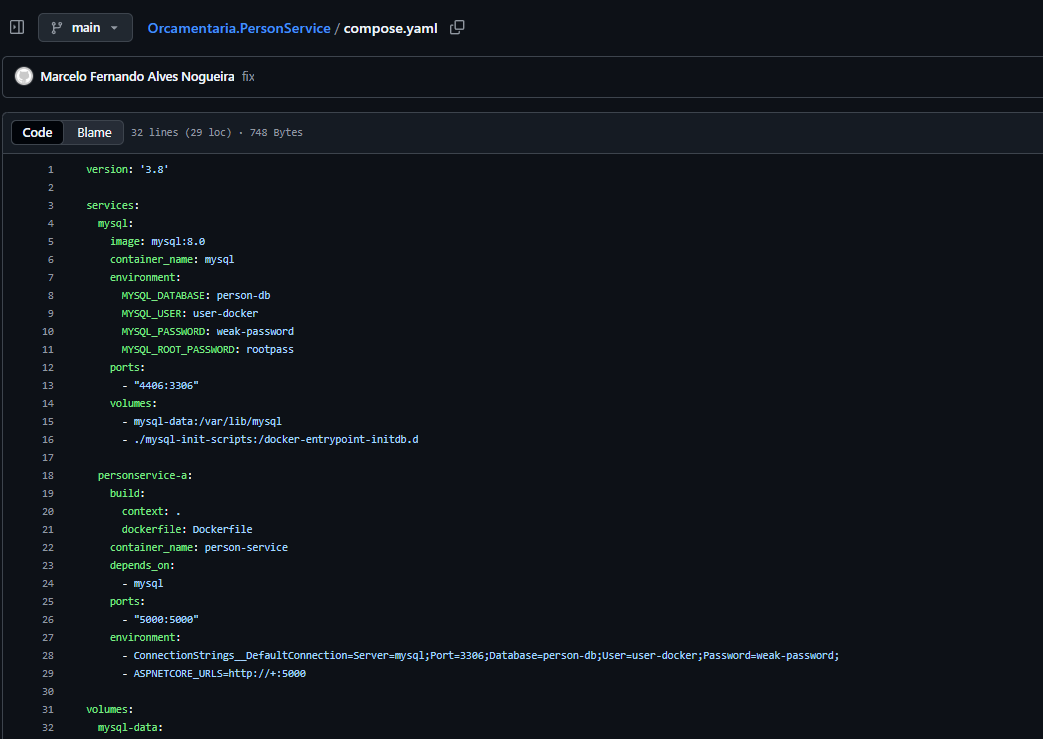 main
Orcamentaria.PersonService / compose.yaml
Marcelo Fernando Alves Nogueira fix
Code Blame 32 lines (29 loc) · 748 Bytes
1 version: '3.8'
2
3 services:
4   mysql:
5     image: mysql:8.0
6     container_name: mysql
7     environment:
8       MYSQL_DATABASE: person-db
9       MYSQL_USER: user-docker
10       MYSQL_PASSWORD: weak-password
11       MYSQL_ROOT_PASSWORD: rootpass
12     ports:
13       - "4406:3306"
14     volumes:
15       - mysql-data:/var/lib/mysql
16       - ./mysql-init-scripts:/docker-entrypoint-initdb.d
17
18   personservice-a:
19     build:
20       context: .
21       dockerfile: Dockerfile
22     container_name: person-service
23     depends_on:
24       - mysql
25     ports:
26       - "5000:5000"
27     environment:
28       - ConnectionStrings__DefaultConnection=Server=mysql;Port=3306;Database=person-db;User=user-docker;Password=weak-password;
29       - ASPNETCORE_URLS=http://+:5000
30
31 volumes:
32   mysql-data: